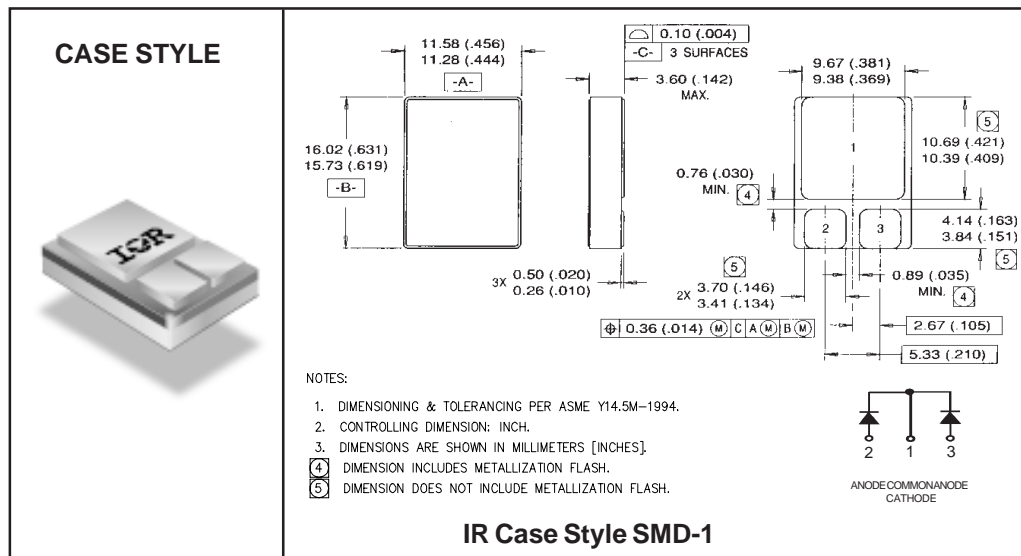 CASE STYLE
IOR
11.58 (.456)
11.28 (.444)
-A-
16.02 (.631)
15.73 (.619)
-B-
0.10 (.004)
-C- 3 SURFACES
3.60 (.142)
MAX.
3X 0.50 (.020)
0.26 (.010)
9.67 (.381)
9.38 (.369)
1
5
10.69 (.421)
10.39 (.409)
0.76 (.030)
MIN. 4
2 3
4.14 (.163)
3.84 (.151)
5
5
2X 3.70 (.146)
3.41 (.134)
0.89 (.035)
MIN. 4
⌖ 0.36 (.014) Ⓜ C A Ⓜ B Ⓜ
2.67 (.105)
5.33 (.210)
NOTES:
1. DIMENSIONING & TOLERANCING PER ASME Y14.5M–1994.
2. CONTROLLING DIMENSION: INCH.
3. DIMENSIONS ARE SHOWN IN MILLIMETERS [INCHES].
4 DIMENSION INCLUDES METALLIZATION FLASH.
5 DIMENSION DOES NOT INCLUDE METALLIZATION FLASH.
2 1 3
ANODE COMMON ANODE
CATHODE
IR Case Style SMD-1